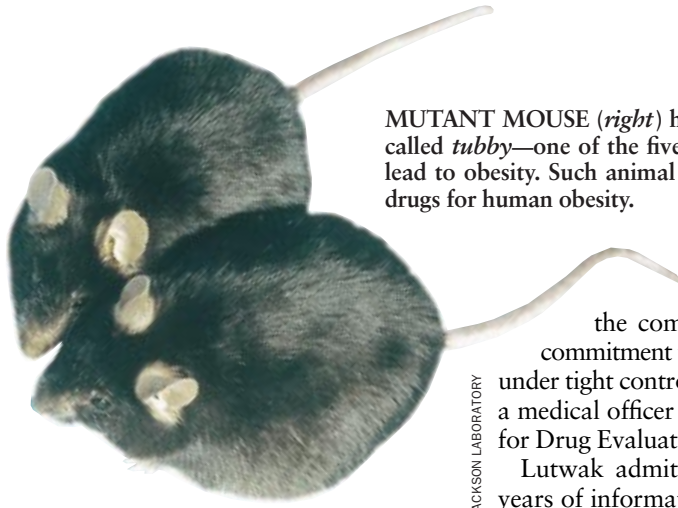 MUTANT MOUSE (right) h
called tubby—one of the five
lead to obesity. Such animal
drugs for human obesity.
the com
commitment
under tight contro
a medical officer
for Drug Evaluat
Lutwak admit
years of informa
ACKSON LABORATORY